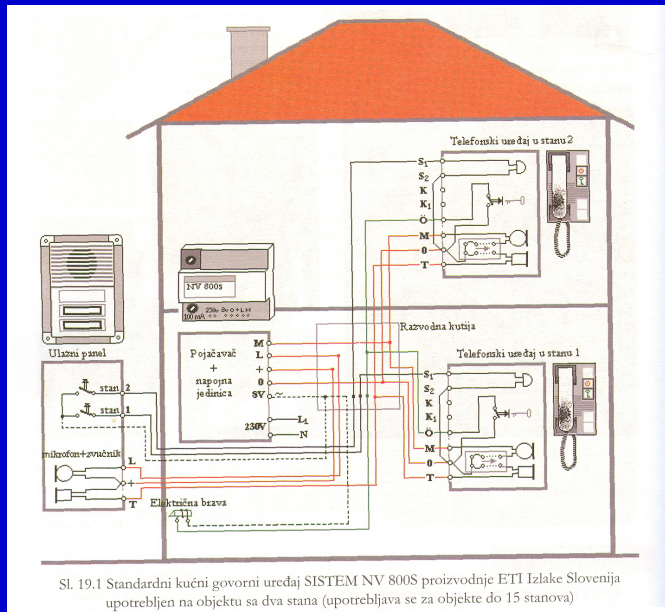 Telefonski uređaj u stanu 2
S1
S2
K
K1
Ö
M
0
T
NV 800s
230v 8v 0 + L M
100 mA
Ulazni panel
Razvodna kutija
Pojačavač
+
napojna
jedinica
M
L
+
0
8V ~
230V
L1
N
Telefonski uređaj u stanu 1
S1
S2
K
K1
Ö
M
0
T
stan 2
stan 1
mikrofon+zvučnik
L
+
T
Električna brava
Sl. 19.1 Standardni kućni govorni uređaj SISTEM NV 800S proizvodnje ETI Izlake Slovenija
upotrebljen na objektu sa dva stana (upotrebljava se za objekte do 15 stanova)